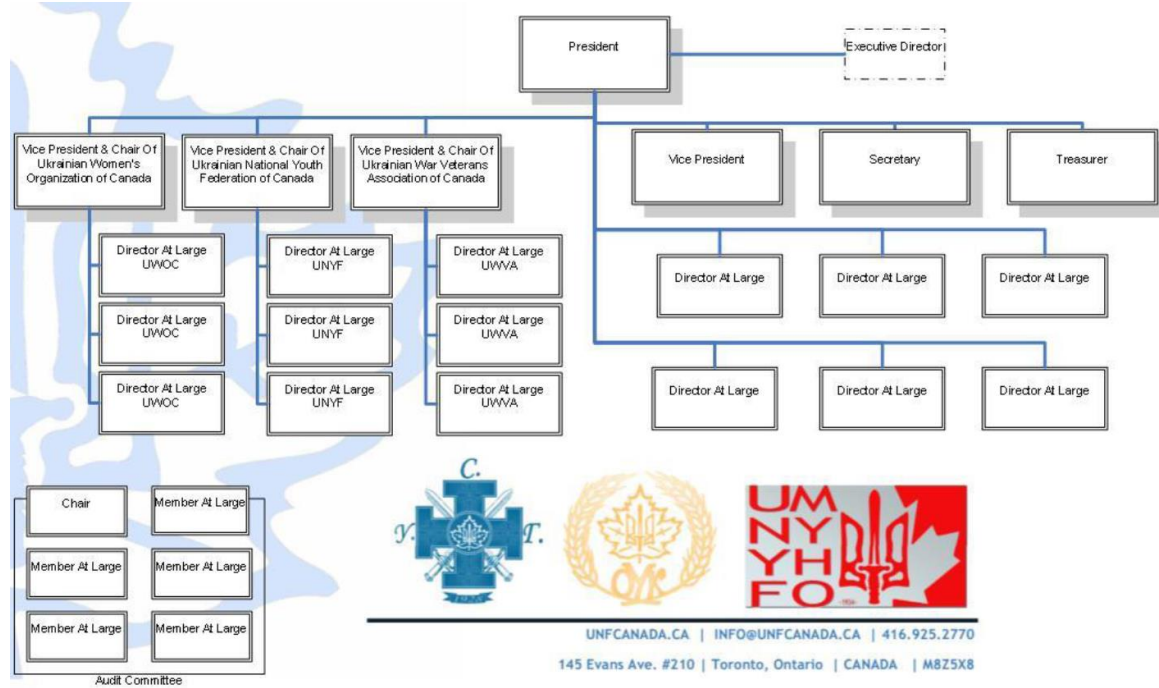 President
Executive Director
Vice President & Chair Of
Ukrainian Women's
Organization of Canada
Vice President & Chair Of
Ukrainian National Youth
Federation of Canada
Vice President & Chair Of
Ukrainian War Veterans
Association of Canada
Vice President
Secretary
Treasurer
Director At Large
UWOC
Director At Large
UNYF
Director At Large
UWVA
Director At Large
Director At Large
Director At Large
Director At Large
UWOC
Director At Large
UNYF
Director At Large
UWVA
Director At Large
UWOC
Director At Large
UNYF
Director At Large
UWVA
Director At Large
Director At Large
Director At Large
Chair
Member At Large
Member At Large
Member At Large
Member At Large
Member At Large
Audit Committee
С.
У. Г.
ОУК
UM
NY
YH
FO
UNFCANADA.CA | INFO@UNFCANADA.CA | 416.925.2770
145 Evans Ave. #210 | Toronto, Ontario | CANADA | M8Z5X8